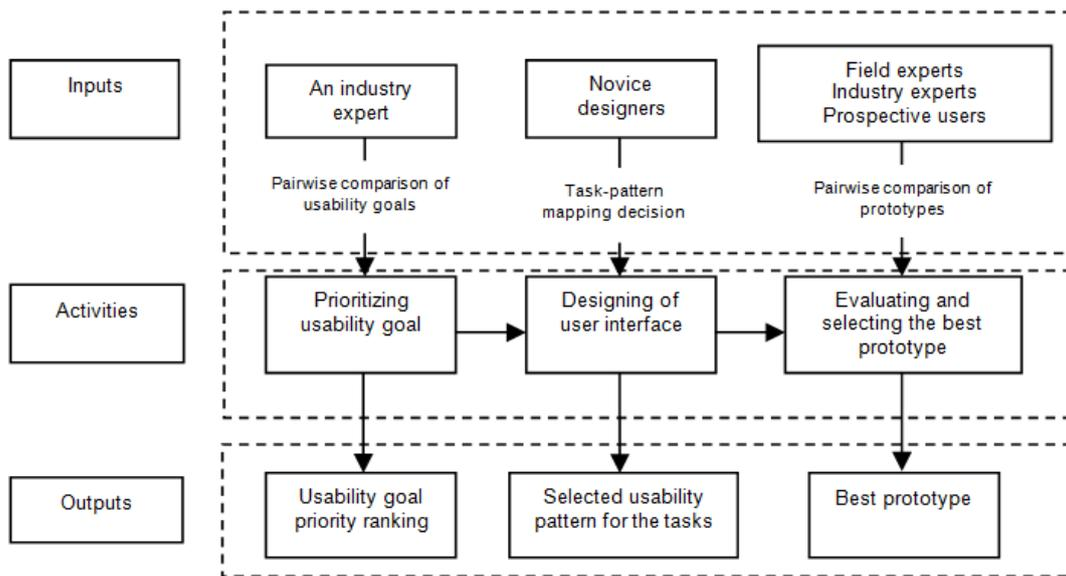 Inputs
An industry
expert
Novice
designers
Field experts
Industry experts
Prospective users
Pairwise comparison of
usability goals
Task-pattern
mapping decision
Pairwise comparison of
prototypes
Activities
Prioritizing
usability goal
Designing of
user interface
Evaluating and
selecting the best
prototype
Outputs
Usability goal
priority ranking
Selected usability
pattern for the tasks
Best prototype